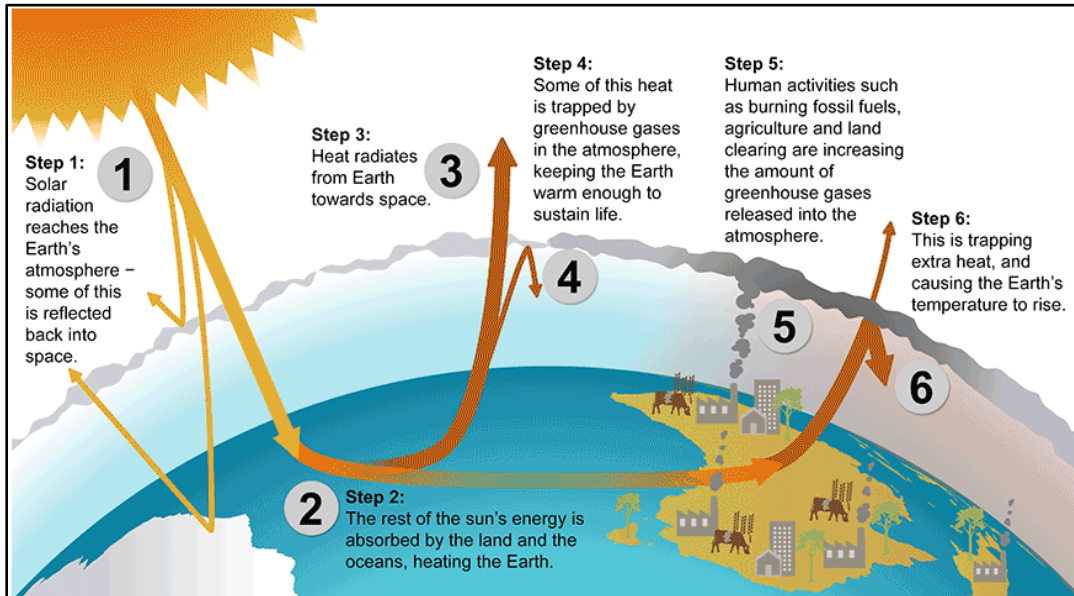 Step 1:
Solar
radiation
reaches the
Earth's
atmosphere –
some of this
is reflected
back into
space.
1
2
Step 2:
The rest of the sun's energy is
absorbed by the land and the
oceans, heating the Earth.
Step 3:
Heat radiates
from Earth
towards space.
3
Step 4:
Some of this heat
is trapped by
greenhouse gases
in the atmosphere,
keeping the Earth
warm enough to
sustain life.
4
Step 5:
Human activities such
as burning fossil fuels,
agriculture and land
clearing are increasing
the amount of
greenhouse gases
released into the
atmosphere.
5
Step 6:
This is trapping
extra heat, and
causing the Earth's
temperature to rise.
6